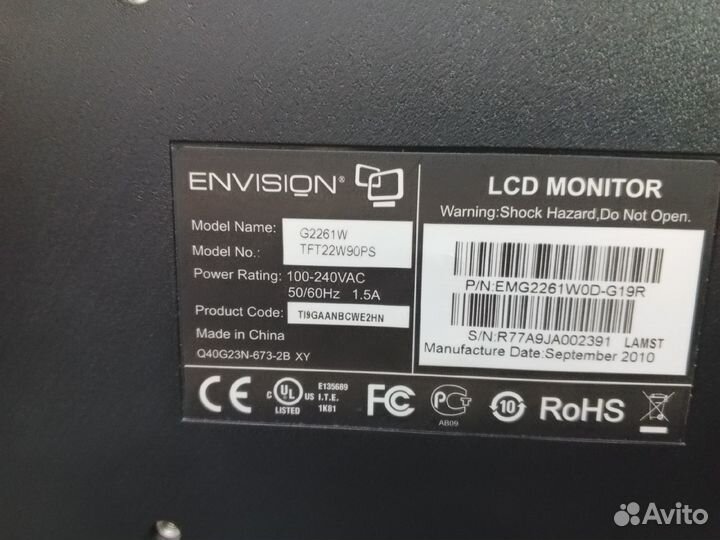 ENVISION®
Model Name: G2261W
Model No.: TFT22W90PS
Power Rating: 100-240VAC
50/60Hz 1.5A
Product Code: TI9GAANBCWE2HN
Made in China
Q40G23N-673-2B XY
LCD MONITOR
Warning:Shock Hazard,Do Not Open.
P/N:EMG2261W0D-G19R
S/N:R77A9JA002391 LAMST
Manufacture Date:September 2010
CE
C UL US
LISTED
E135689
I.T.E.
1K81
FC
PCT
AB09
10
RoHS
Avito